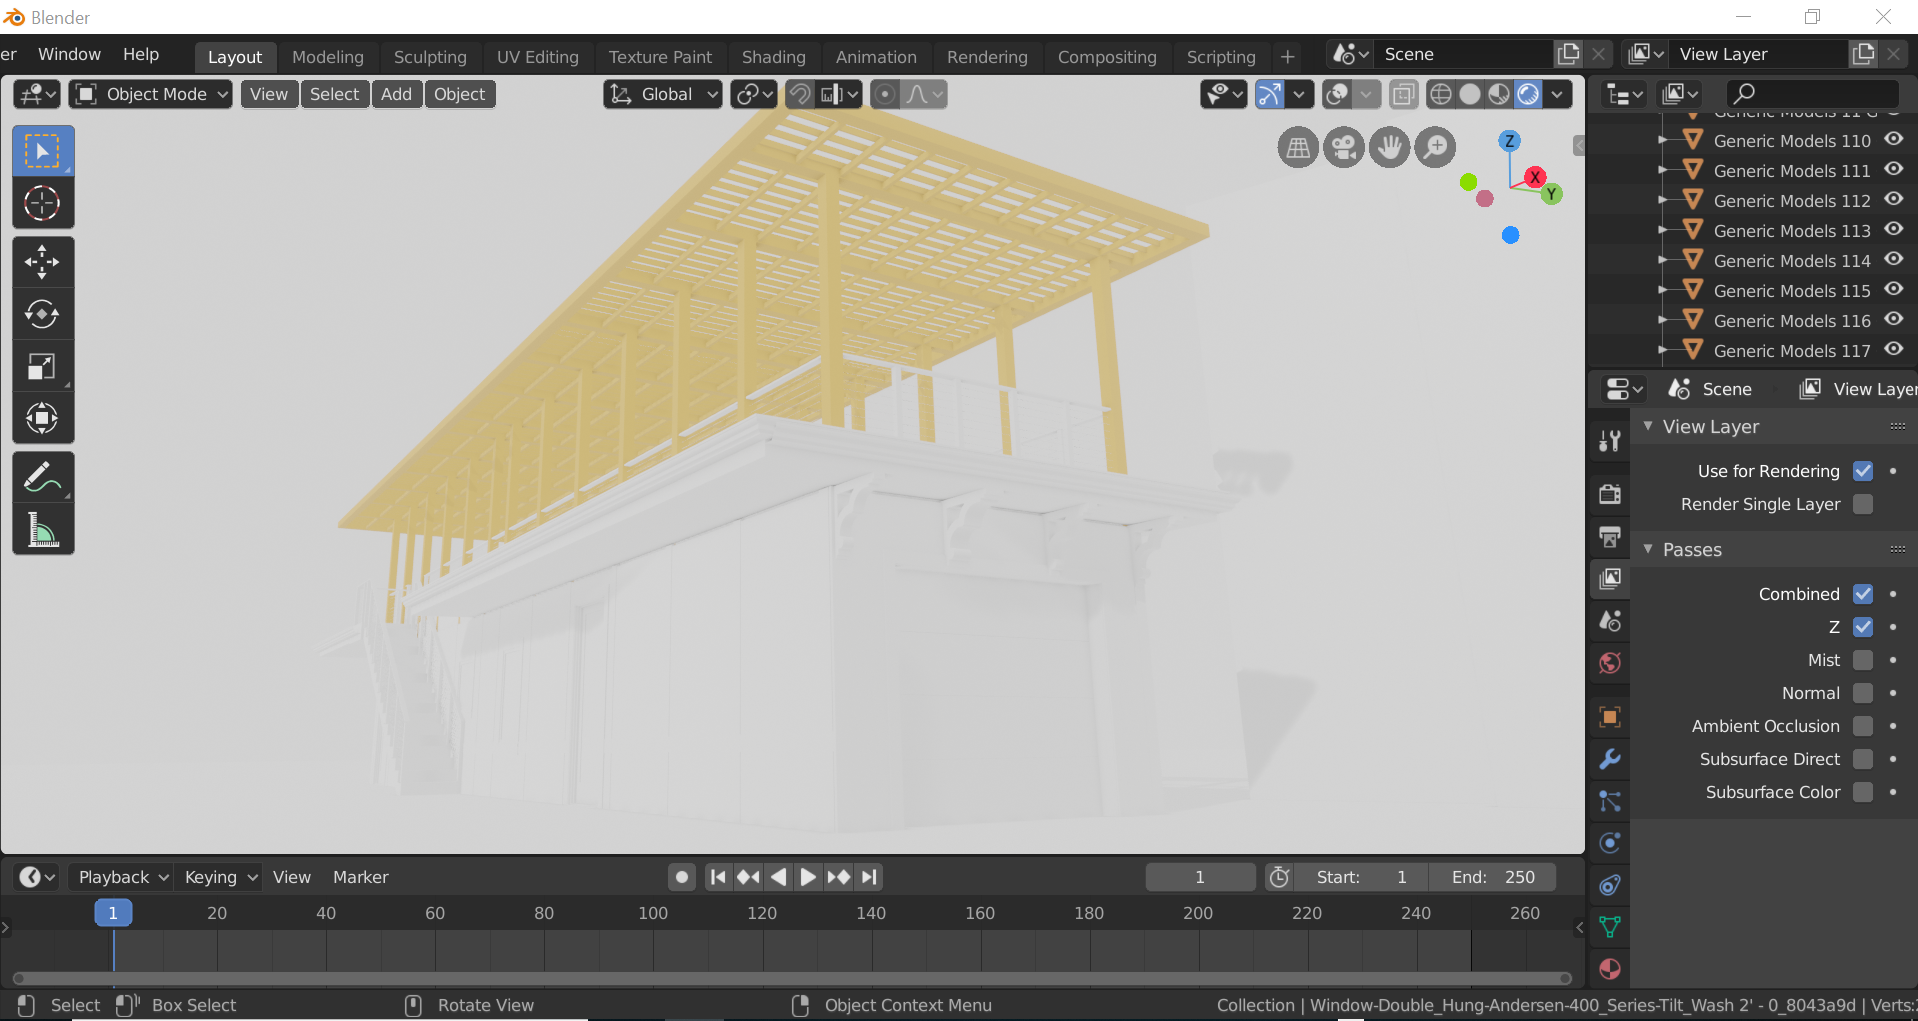 Blender
er Window Help Layout Modeling Sculpting UV Editing Texture Paint Shading Animation Rendering Compositing Scripting + Scene View Layer
Object Mode View Select Add Object Global
Z
X
Y
Generic Models 11 G
Generic Models 110
Generic Models 111
Generic Models 112
Generic Models 113
Generic Models 114
Generic Models 115
Generic Models 116
Generic Models 117
Scene View Layer
View Layer
Use for Rendering
Render Single Layer
Passes
Combined
Z
Mist
Normal
Ambient Occlusion
Subsurface Direct
Subsurface Color
Playback Keying View Marker 1 Start: 1 End: 250
1 20 40 60 80 100 120 140 160 180 200 220 240 260
Select Box Select Rotate View Object Context Menu Collection | Window-Double_Hung-Andersen-400_Series-Tilt_Wash 2' - 0_8043a9d | Verts: